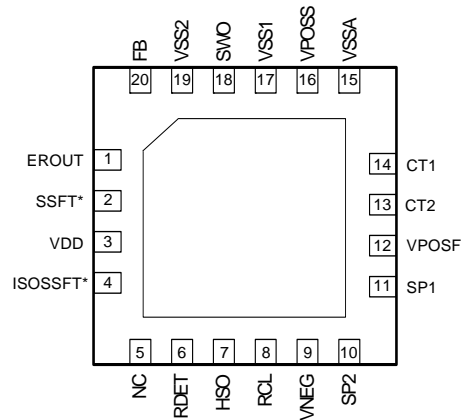 FB VSS2 SWO VSS1 VPOSS VSSA
20 19 18 17 16 15
EROUT 1
SSFT* 2
VDD 3
ISOSSFT* 4
14 CT1
13 CT2
12 VPOSF
11 SP1
5 6 7 8 9 10
NC RDET HSO RCL VNEG SP2